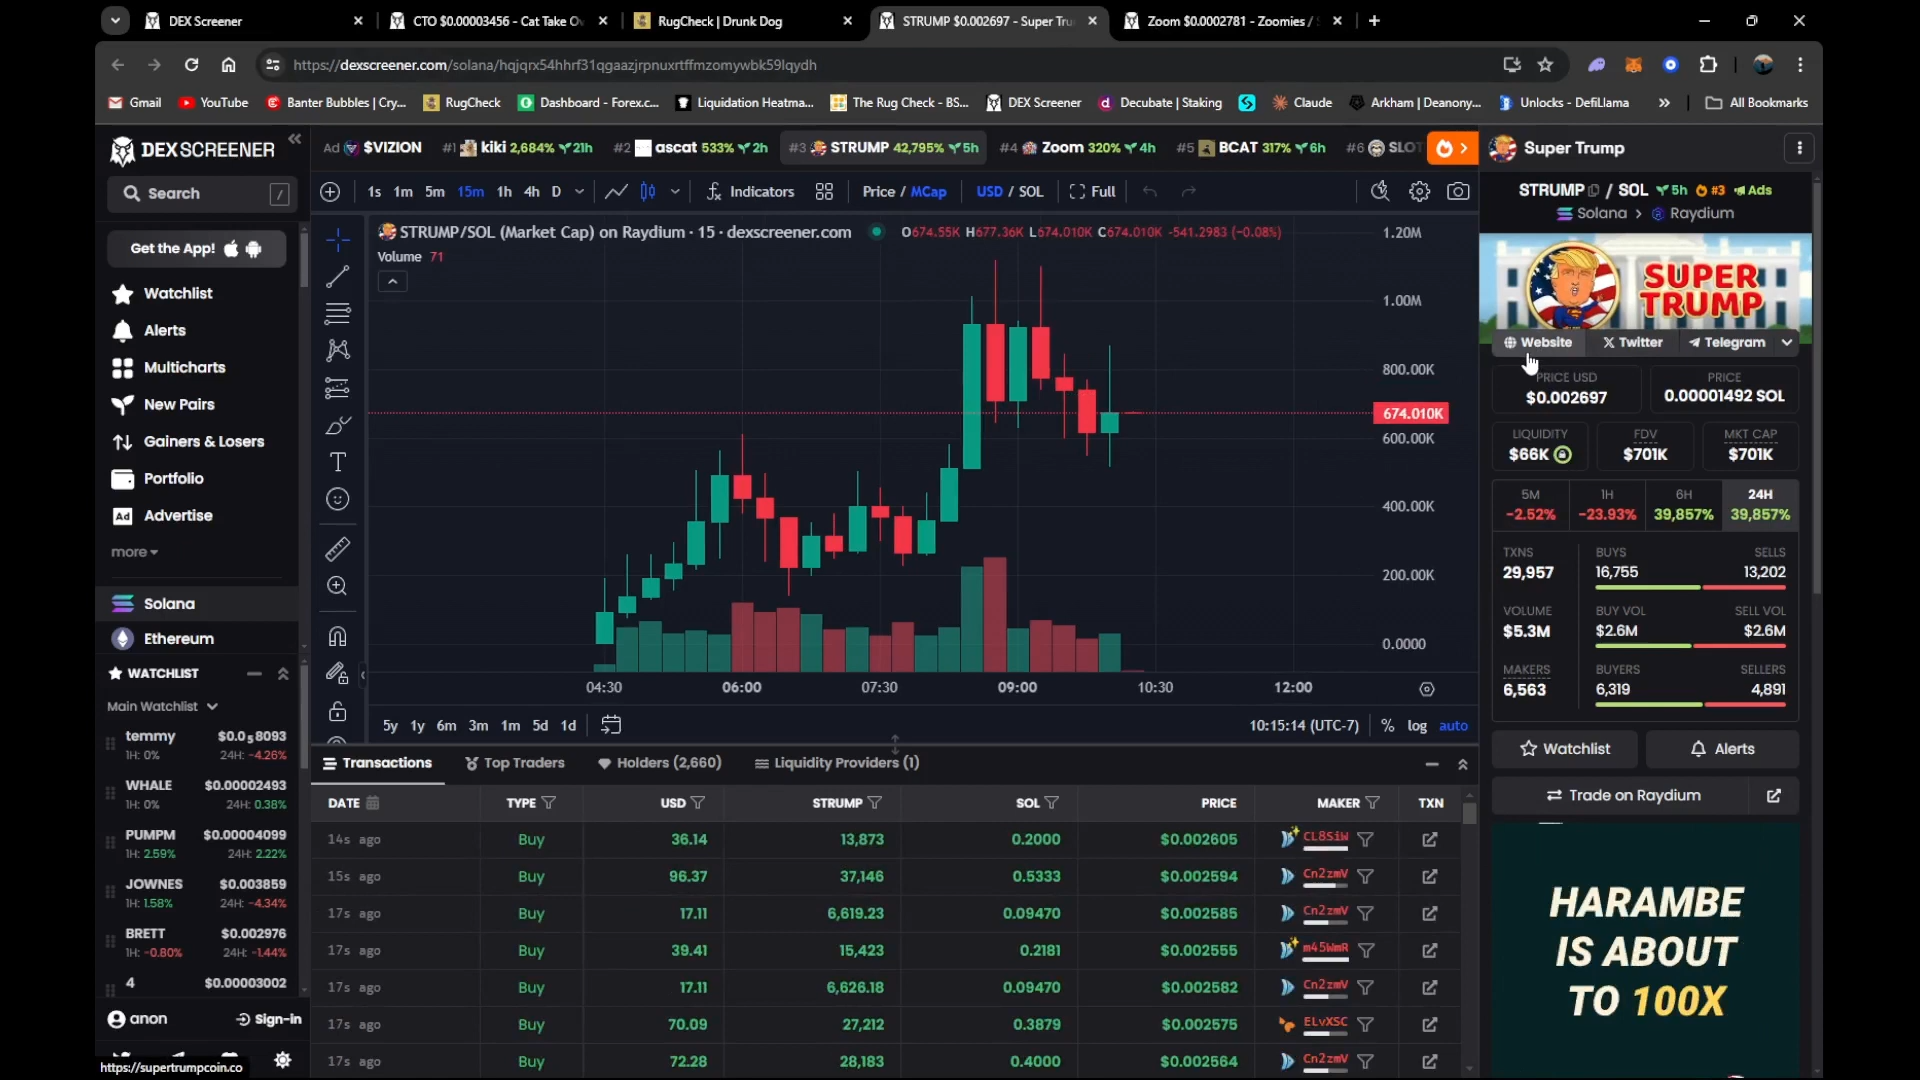 DEX Screener
CTO $0.00003456 - Cat Take Ov
RugCheck | Drunk Dog
STRUMP $0.002697 - Super Tru
Zoom $0.0002781 - Zoomies / S
https://dexscreener.com/solana/hqjqrx54hhrf31qgaazjrpnuxrtffmzomywbk59lqydh
Gmail
YouTube
Banter Bubbles | Cry...
RugCheck
Dashboard - Forex.c...
Liquidation Heatma...
The Rug Check - BS...
DEX Screener
Decubate | Staking
Claude
Arkham | Deanony...
Unlocks - DefiLlama
All Bookmarks
DEXSCREENER
Search /
Get the App!
Watchlist
Alerts
Multicharts
New Pairs
Gainers & Losers
Portfolio
Ad Advertise
more
Solana
Ethereum
WATCHLIST
Main Watchlist
temmy $0.0₅8093
1H: 0% 24H: -4.26%
WHALE $0.00002493
1H: 0% 24H: 0.38%
PUMPM $0.00004099
1H: 2.59% 24H: 2.22%
JOWNES $0.003859
1H: 1.58% 24H: -4.34%
BRETT $0.002976
1H: -0.80% 24H: -1.44%
4 $0.00003002
anon Sign-in
https://supertrumpcoin.co
Ad $VIZION #1 kiki 2,684% 21h #2 ascat 533% 2h #3 STRUMP 42,795% 5h #4 Zoom 320% 4h #5 BCAT 317% 6h #6 SLOT
1s 1m 5m 15m 1h 4h D Indicators Price / MCap USD / SOL Full
STRUMP/SOL (Market Cap) on Raydium · 15 · dexscreener.com O674.55K H677.36K L674.010K C674.010K -541.2983 (-0.08%)
Volume 71
1.20M
1.00M
800.00K
674.010K
600.00K
400.00K
200.00K
0.0000
04:30 06:00 07:30 09:00 10:30 12:00
5y 1y 6m 3m 1m 5d 1d 10:15:14 (UTC-7) % log auto
Transactions Top Traders Holders (2,660) Liquidity Providers (1)
DATE TYPE USD STRUMP SOL PRICE MAKER TXN
14s ago Buy 36.14 13,873 0.2000 $0.002605 CL8SiW
15s ago Buy 96.37 37,146 0.5333 $0.002594 Cn2zmV
17s ago Buy 17.11 6,619.23 0.09470 $0.002585 Cn2zmV
17s ago Buy 39.41 15,423 0.2181 $0.002555 m45WmR
17s ago Buy 17.11 6,626.18 0.09470 $0.002582 Cn2zmV
17s ago Buy 70.09 27,212 0.3879 $0.002575 ELvXSC
17s ago Buy 72.28 28,183 0.4000 $0.002564 Cn2zmV
Super Trump
STRUMP / SOL 5h #3 Ads
Solana > Raydium
SUPER
TRUMP
Website Twitter Telegram
PRICE USD
$0.002697
PRICE
0.00001492 SOL
LIQUIDITY
$66K
FDV
$701K
MKT CAP
$701K
5M 1H 6H 24H
-2.52% -23.93% 39,857% 39,857%
TXNS BUYS SELLS
29,957 16,755 13,202
VOLUME BUY VOL SELL VOL
$5.3M $2.6M $2.6M
MAKERS BUYERS SELLERS
6,563 6,319 4,891
Watchlist Alerts
Trade on Raydium
HARAMBE
IS ABOUT
TO 100X